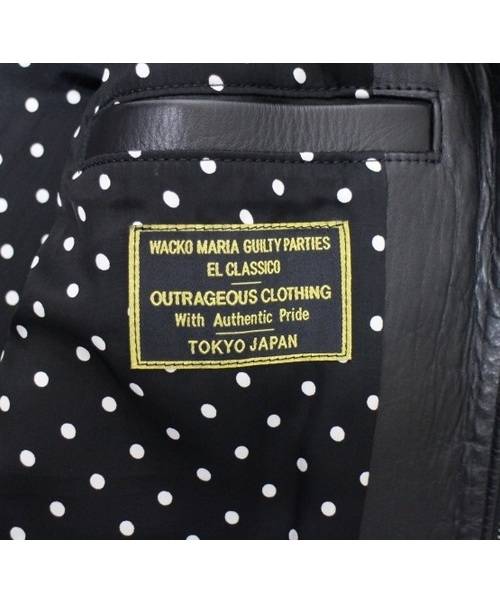 WACKO MARIA GUILTY PARTIES
EL CLASSICO
OUTRAGEOUS CLOTHING
With Authentic Pride
TOKYO JAPAN